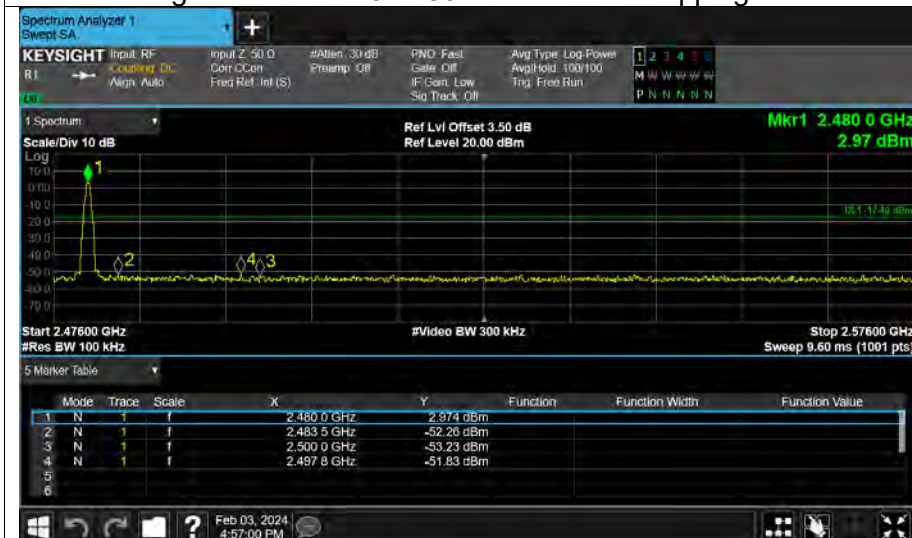 Spectrum Analyzer 1
Swept SA
+
KEYSIGHT Input: RF Input Z: 50 Ω #Atten: 30 dB PNO: Fast Avg Type: Log-Power 1 2 3 4 5 6
R L Coupling: DC Corr CCorr Preamp: Off Gate: Off Avg|Hold: 100/100 M W W W W W
Align: Auto Freq Ref: Int (S) IF Gain: Low Trig: Free Run P N N N N N
Sig Track: Off
1 Spectrum Ref Lvl Offset 3.50 dB Mkr1 2.480 0 GHz
Scale/Div 10 dB Ref Level 20.00 dBm 2.97 dBm
Log
10.0
0.00
-10.0
-20.0
-30.0
-40.0
-50.0
-60.0
-70.0
1
DL1 -17.40 dBm
2
4
3
Start 2.47600 GHz #Video BW 300 kHz Stop 2.57600 GHz
#Res BW 100 kHz Sweep 9.60 ms (1001 pts)
5 Marker Table
Mode Trace Scale X Y Function Function Width Function Value
1 N 1 f 2.480 0 GHz 2.974 dBm
2 N 1 f 2.483 5 GHz -52.26 dBm
3 N 1 f 2.500 0 GHz -53.23 dBm
4 N 1 f 2.497 8 GHz -51.83 dBm
5
6
? Feb 03, 2024
4:57:00 PM